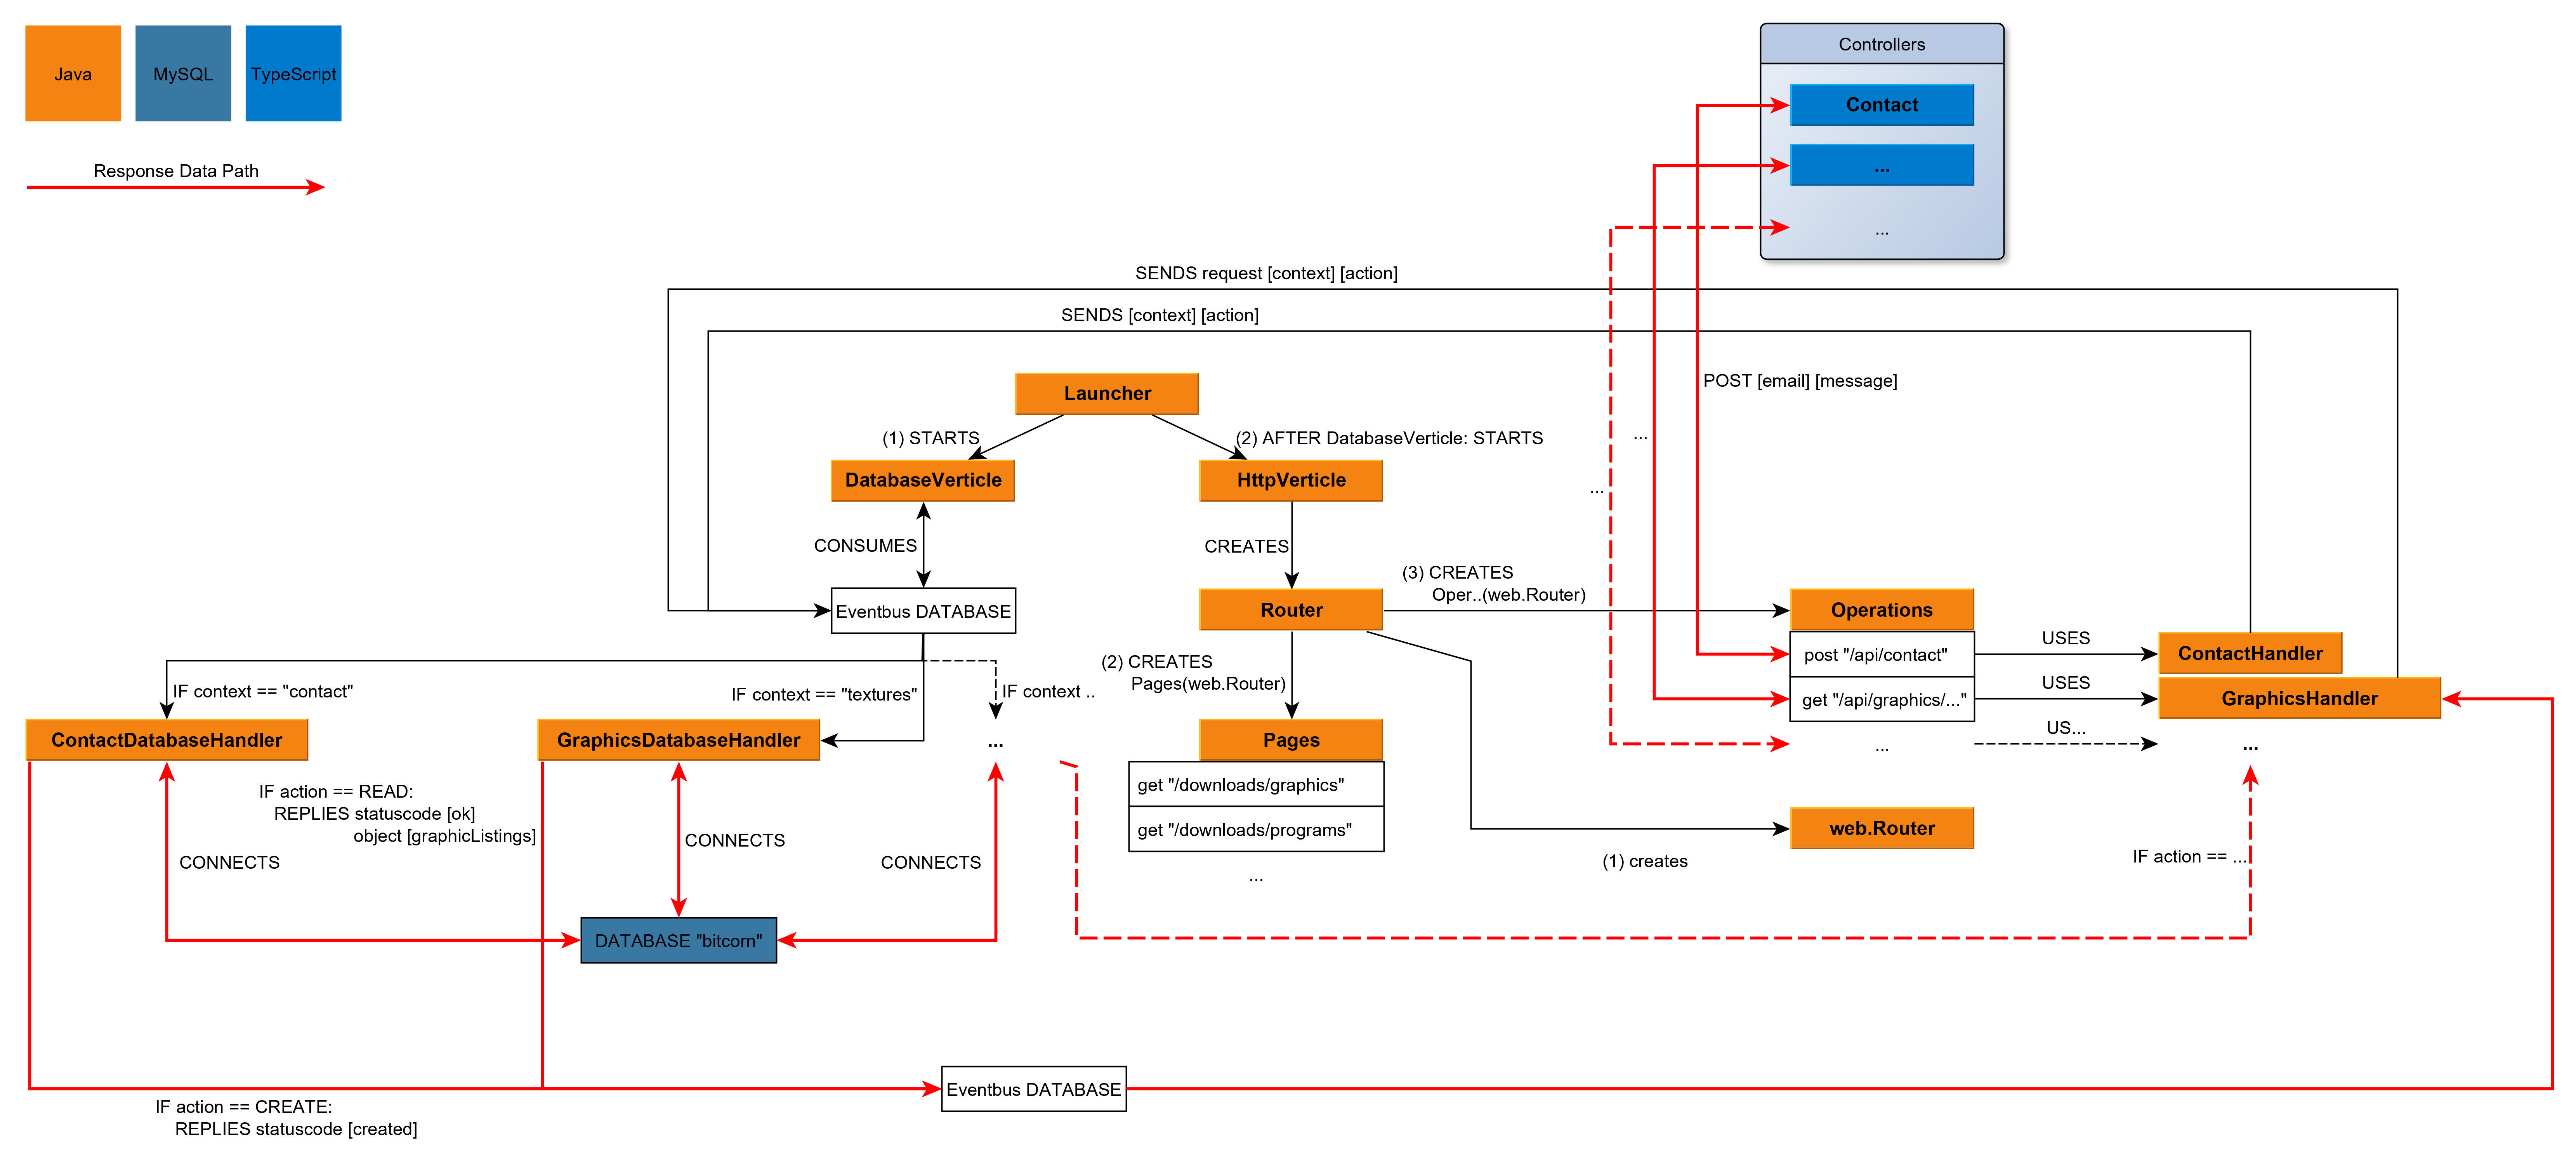 Java
MySQL
TypeScript
Response Data Path
Controllers
Contact
...
...
SENDS request [context] [action]
SENDS [context] [action]
POST [email] [message]
...
...
Launcher
(1) STARTS
(2) AFTER DatabaseVerticle: STARTS
DatabaseVerticle
HttpVerticle
CONSUMES
CREATES
(3) CREATES
Oper..(web.Router)
Eventbus DATABASE
Router
Operations
post "/api/contact"
get "/api/graphics/..."
...
USES
USES
US...
ContactHandler
GraphicsHandler
...
(2) CREATES
Pages(web.Router)
IF context == "contact"
IF context == "textures"
IF context ..
ContactDatabaseHandler
GraphicsDatabaseHandler
...
Pages
get "/downloads/graphics"
get "/downloads/programs"
...
IF action == READ:
REPLIES statuscode [ok]
object [graphicListings]
CONNECTS
CONNECTS
CONNECTS
web.Router
(1) creates
IF action == ...
DATABASE "bitcorn"
Eventbus DATABASE
IF action == CREATE:
REPLIES statuscode [created]